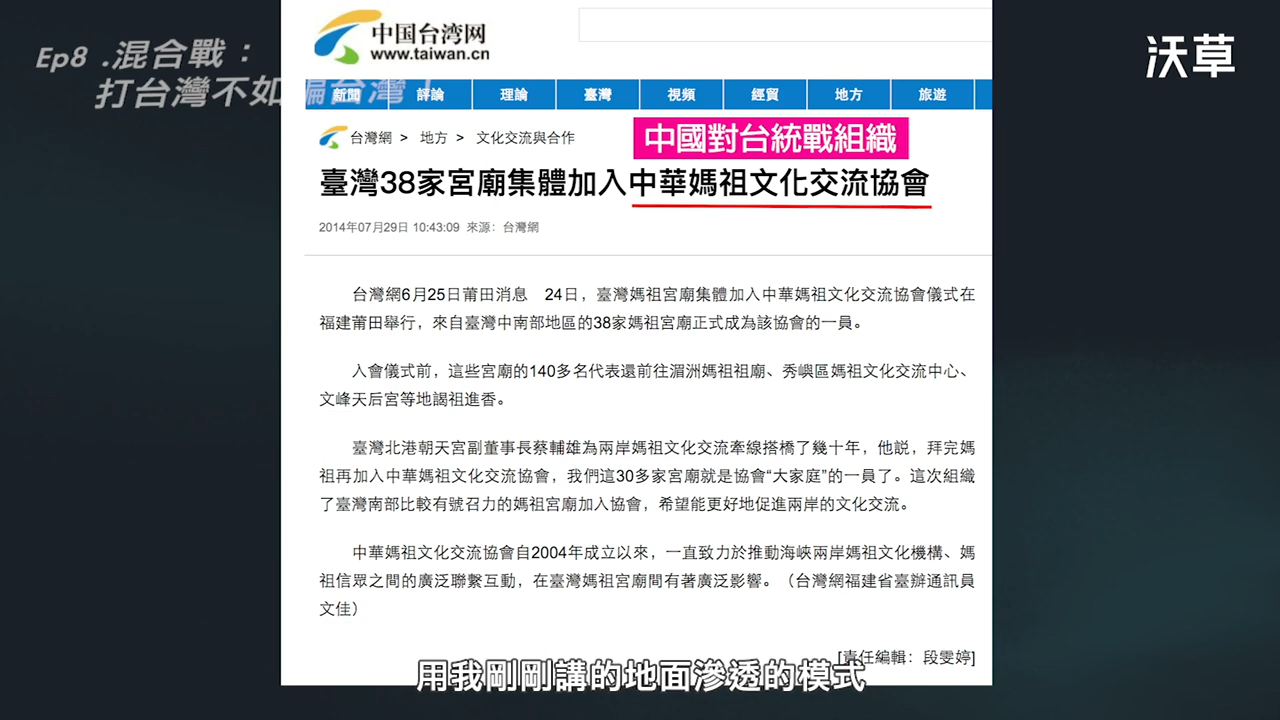 Ep8 .混合戰：
打台灣不如騙台灣！
沃草
中国台湾网
www.taiwan.cn
新聞 評論 理論 臺灣 視頻 經貿 地方 旅遊
台灣網 > 地方 > 文化交流與合作
中國對台統戰組織
臺灣38家宮廟集體加入中華媽祖文化交流協會
2014年07月29日 10:43:09 來源：台灣網
台灣網6月25日莆田消息 24日，臺灣媽祖宮廟集體加入中華媽祖文化交流協會儀式在
福建莆田舉行，來自臺灣中南部地區的38家媽祖宮廟正式成為該協會的一員。
入會儀式前，這些宮廟的140多名代表還前往湄洲媽祖祖廟、秀嶼區媽祖文化交流中心、
文峰天后宮等地謁祖進香。
臺灣北港朝天宮副董事長蔡輔雄為兩岸媽祖文化交流牽線搭橋了幾十年，他説，拜完媽
祖再加入中華媽祖文化交流協會，我們這30多家宮廟就是協會“大家庭”的一員了。這次組織
了臺灣南部比較有號召力的媽祖宮廟加入協會，希望能更好地促進兩岸的文化交流。
中華媽祖文化交流協會自2004年成立以來，一直致力於推動海峽兩岸媽祖文化機構、媽
祖信眾之間的廣泛聯繫互動，在臺灣媽祖宮廟間有著廣泛影響。（台灣網福建省臺辦通訊員
文佳）
[責任編輯：段雯婷]
用我剛剛講的地面滲透的模式